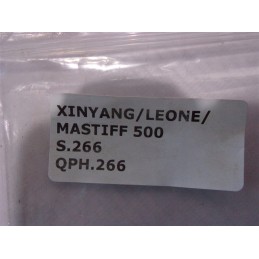 XINYANG/LEONE/
MASTIFF 500
S.266
QPH.266